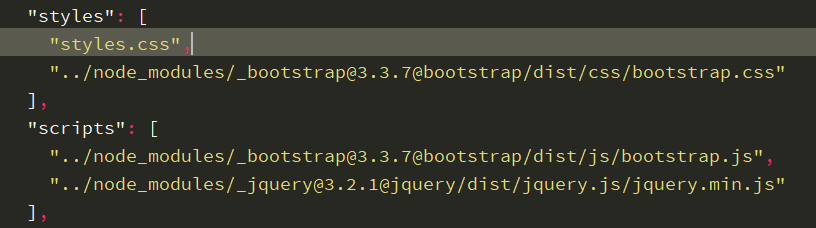 "styles": [
"styles.css",
"../node_modules/_bootstrap@3.3.7@bootstrap/dist/css/bootstrap.css"
],
"scripts": [
"../node_modules/_bootstrap@3.3.7@bootstrap/dist/js/bootstrap.js",
"../node_modules/_jquery@3.2.1@jquery/dist/jquery.js/jquery.min.js"
],